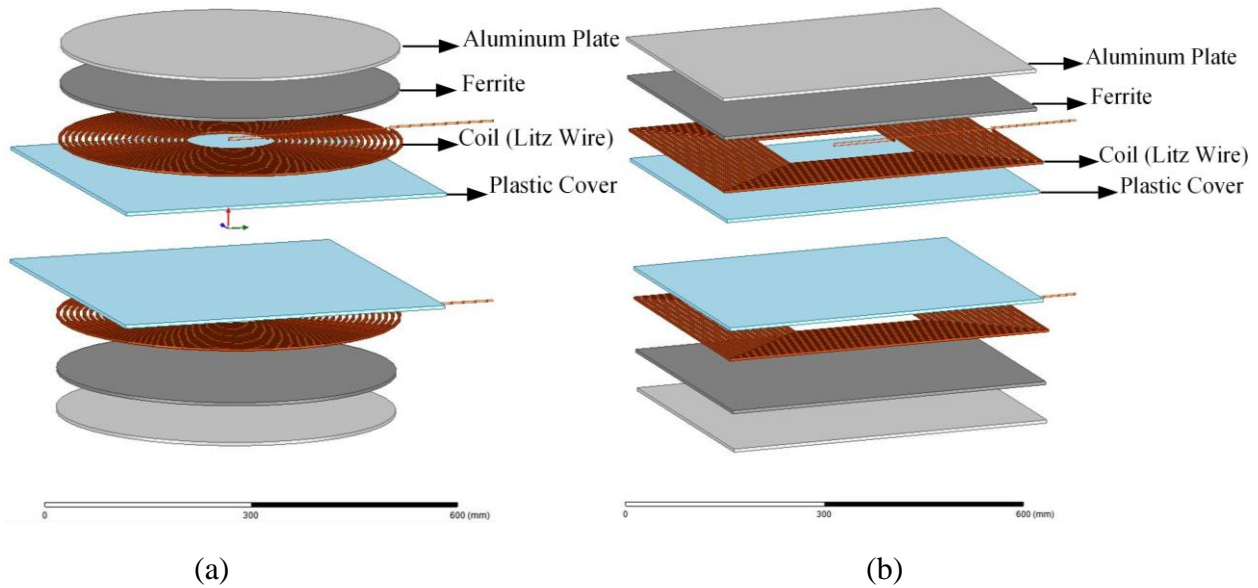 Aluminum Plate
Ferrite
Coil (Litz Wire)
Plastic Cover
0 300 600 (mm)
(a)
Aluminum Plate
Ferrite
Coil (Litz Wire)
Plastic Cover
0 300 600 (mm)
(b)